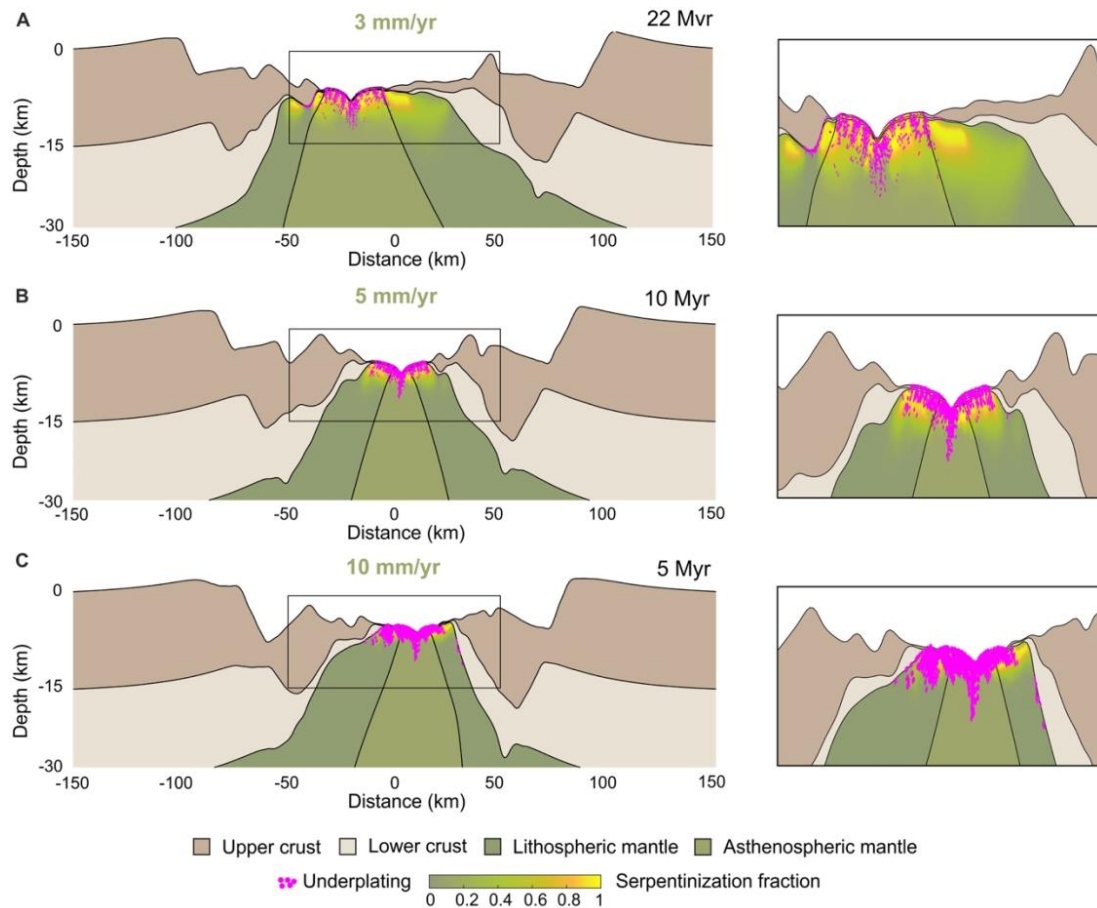 A
3 mm/yr
22 Myr
0
-15
-30
Depth (km)
-150 -100 -50 0 50 100 150
Distance (km)
B
5 mm/yr
10 Myr
0
-15
-30
Depth (km)
-150 -100 -50 0 50 100 150
Distance (km)
C
10 mm/yr
5 Myr
0
-15
-30
Depth (km)
-150 -100 -50 0 50 100 150
Distance (km)
Upper crust Lower crust Lithospheric mantle Asthenospheric mantle
Underplating Serpentinization fraction
0 0.2 0.4 0.6 0.8 1